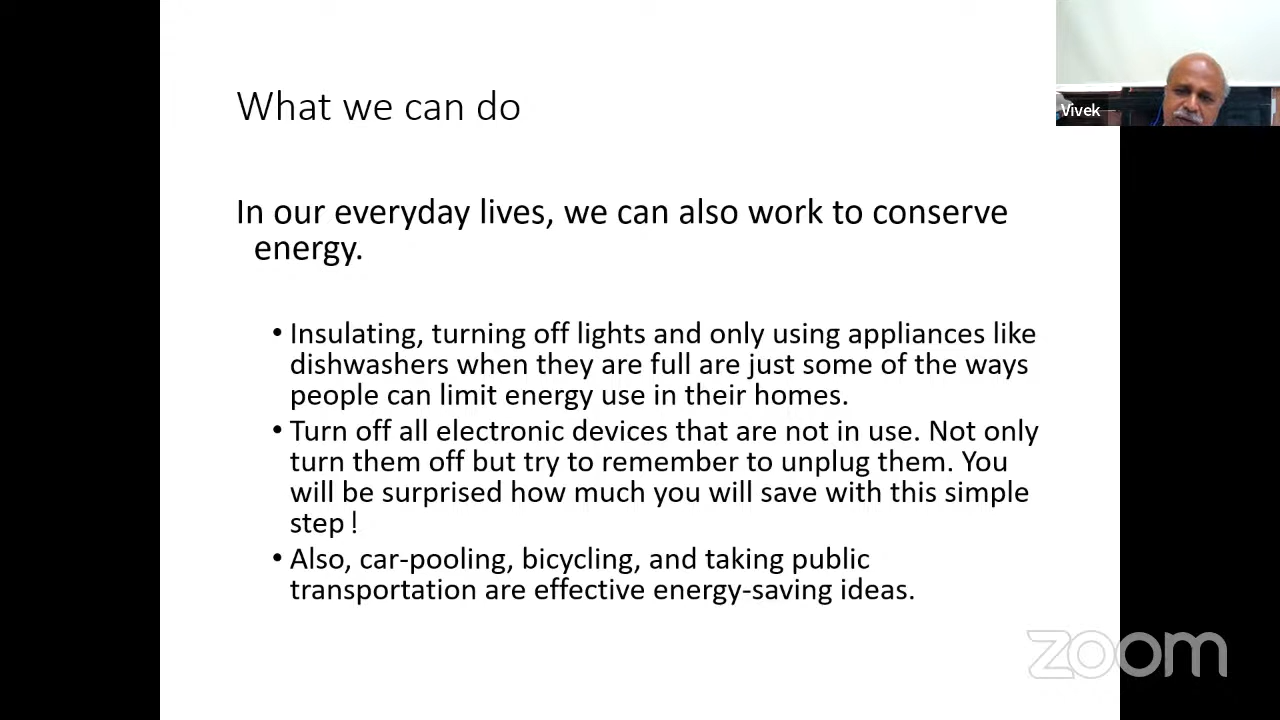 What we can do
Vivek
In our everyday lives, we can also work to conserve
energy.
• Insulating, turning off lights and only using appliances like
dishwashers when they are full are just some of the ways
people can limit energy use in their homes.
• Turn off all electronic devices that are not in use. Not only
turn them off but try to remember to unplug them. You
will be surprised how much you will save with this simple
step !
• Also, car-pooling, bicycling, and taking public
transportation are effective energy-saving ideas.
zoom